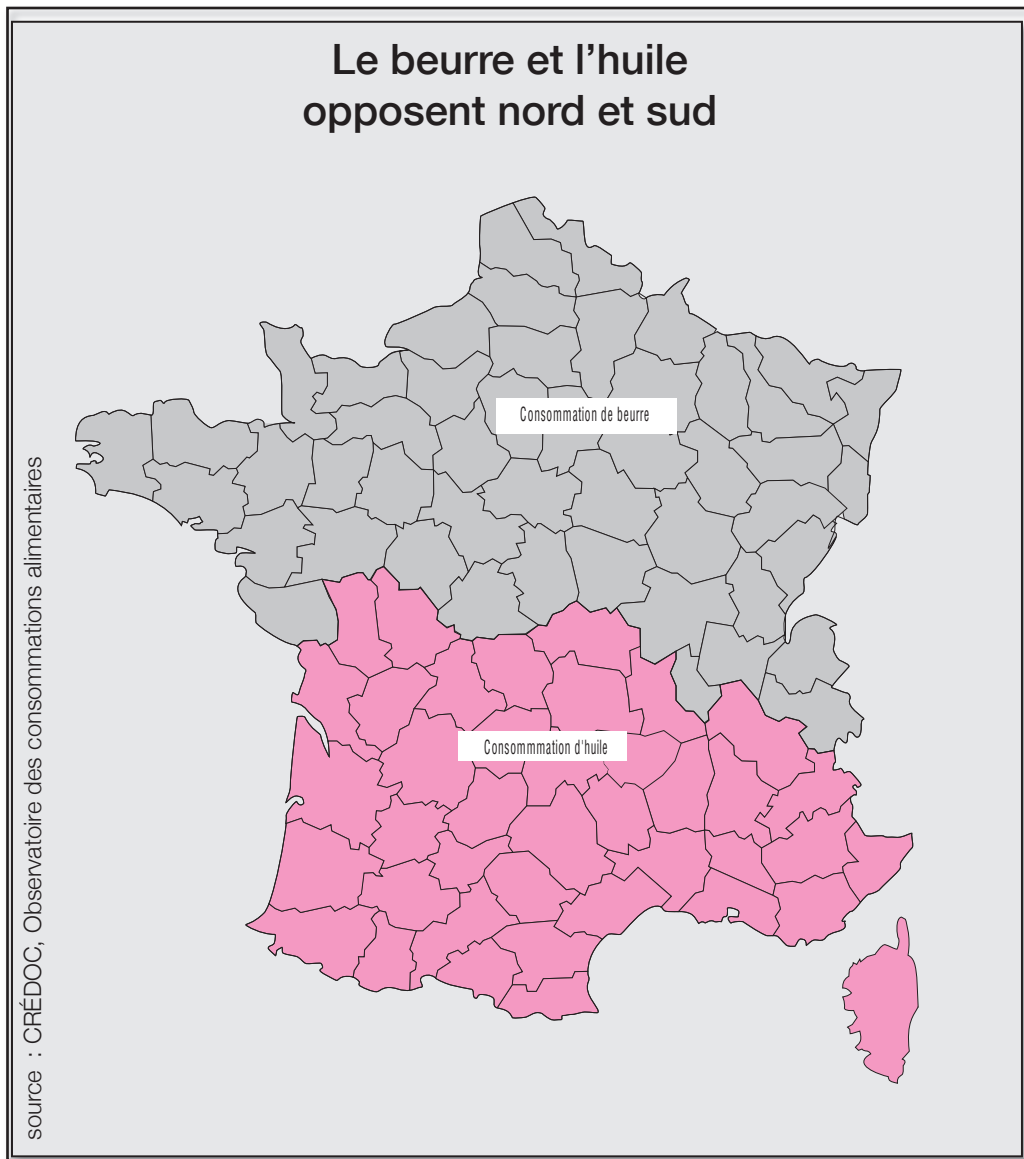 Le beurre et l'huile
opposent nord et sud
Consommation de beurre
Consommmation d'huile
source : CRÉDOC, Observatoire des consommations alimentaires